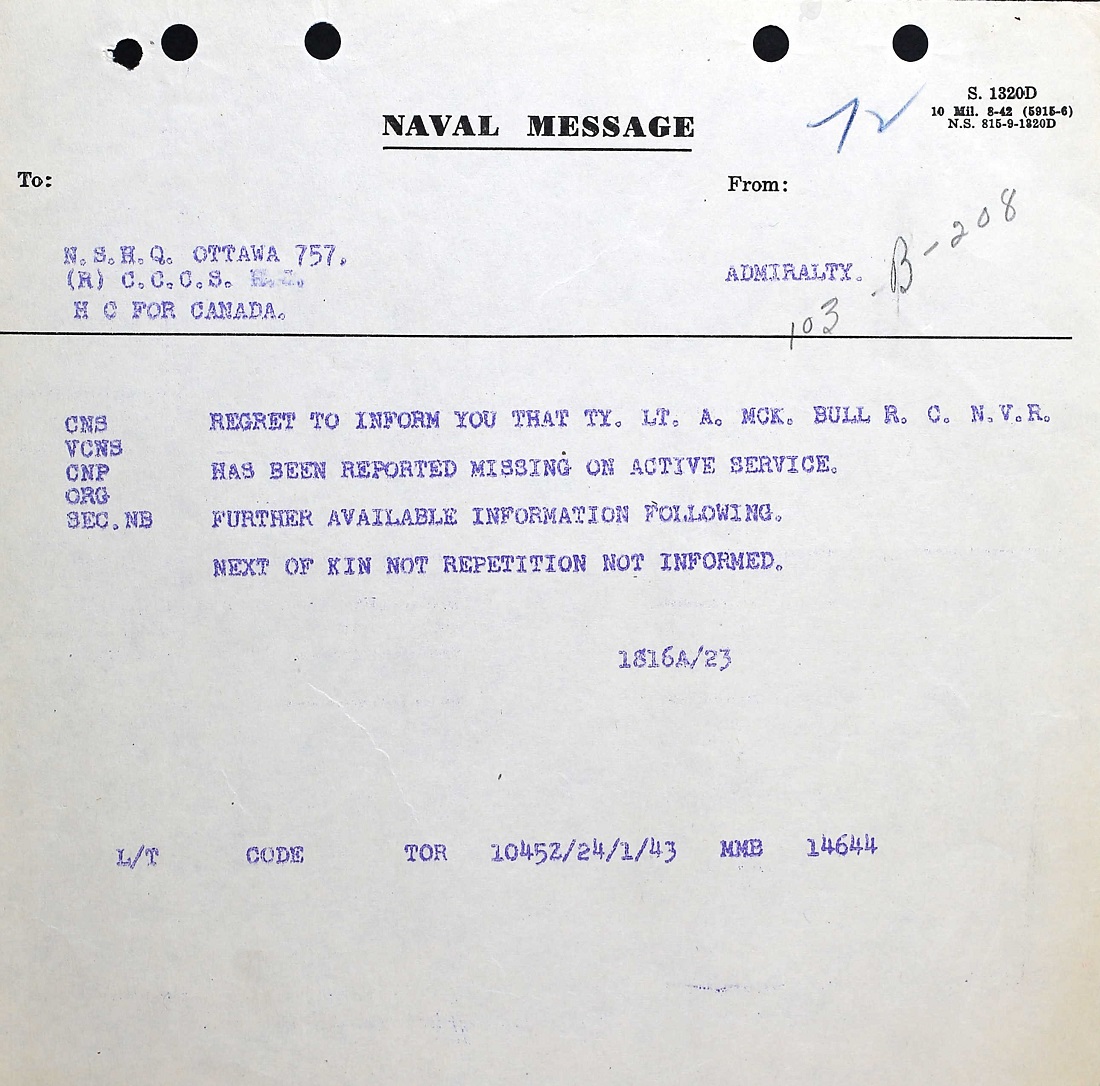 S. 1320D
10 Mil. 8-42 (5915-6)
N.S. 815-9-1320D
NAVAL MESSAGE
To:
From:
N.S.H.Q. OTTAWA 757.
(R) C.C.C.S.
H C FOR CANADA.
ADMIRALTY.
103 - B-208
CNS
VCNS
CNP
ORG
SEC.NB
REGRET TO INFORM YOU THAT TY. LT. A. MCK. BULL R. C. N.V.R.
HAS BEEN REPORTED MISSING ON ACTIVE SERVICE.
FURTHER AVAILABLE INFORMATION FOLLOWING.
NEXT OF KIN NOT REPETITION NOT INFORMED.
1816A/23
L/T CODE TOR 1045Z/24/1/43 MMB 14644